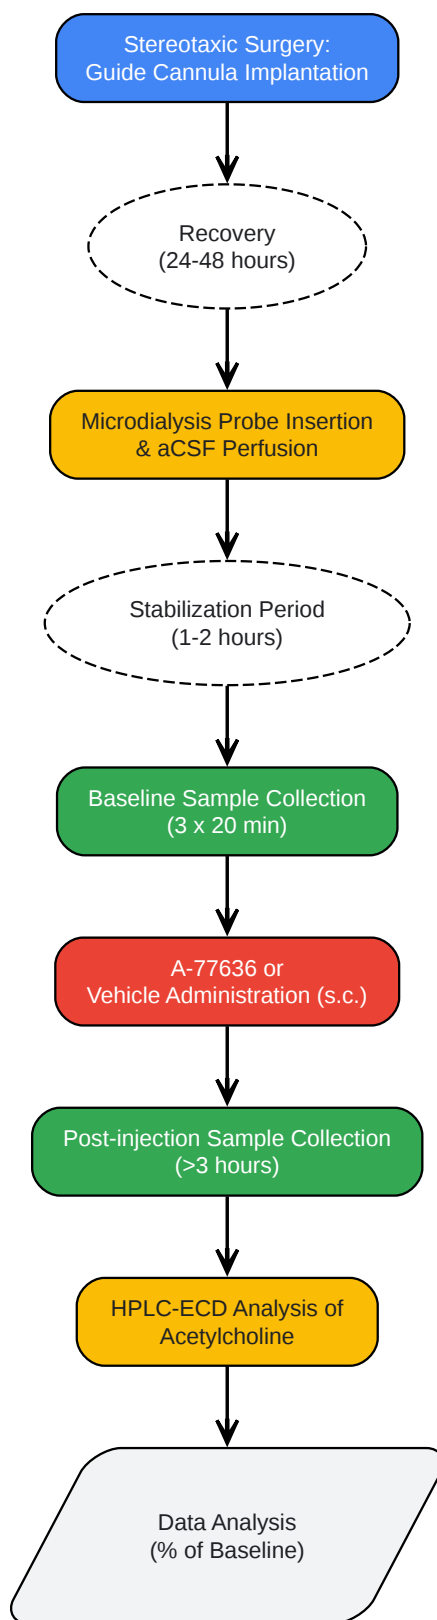 Stereotaxic Surgery:
Guide Cannula Implantation
Recovery
(24-48 hours)
Microdialysis Probe Insertion
& aCSF Perfusion
Stabilization Period
(1-2 hours)
Baseline Sample Collection
(3 x 20 min)
A-77636 or
Vehicle Administration (s.c.)
Post-injection Sample Collection
(>3 hours)
HPLC-ECD Analysis of
Acetylcholine
Data Analysis
(% of Baseline)